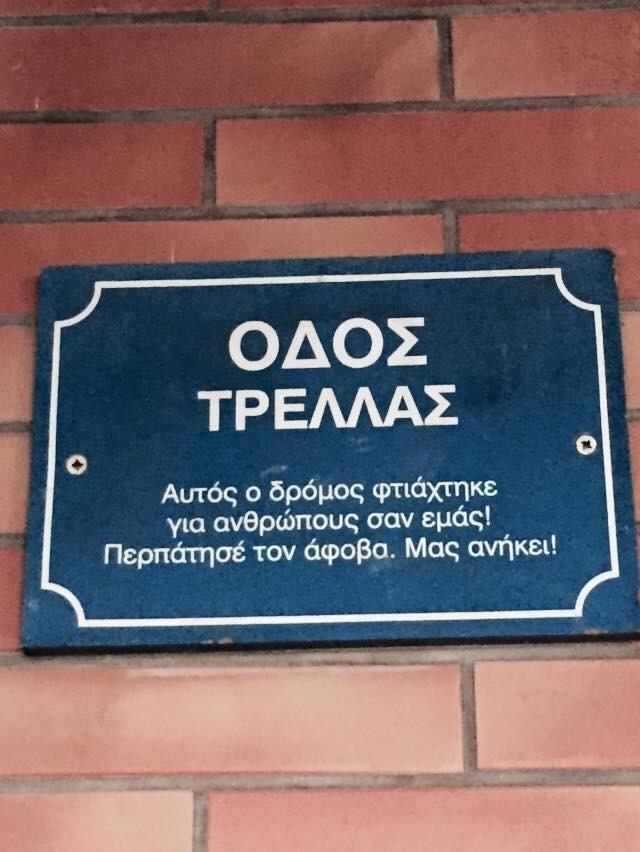 ΟΔΟΣ
ΤΡΕΛΛΑΣ
Αυτός ο δρόμος φτιάχτηκε
για ανθρώπους σαν εμάς!
Περπάτησέ τον άφοβα. Μας ανήκει!